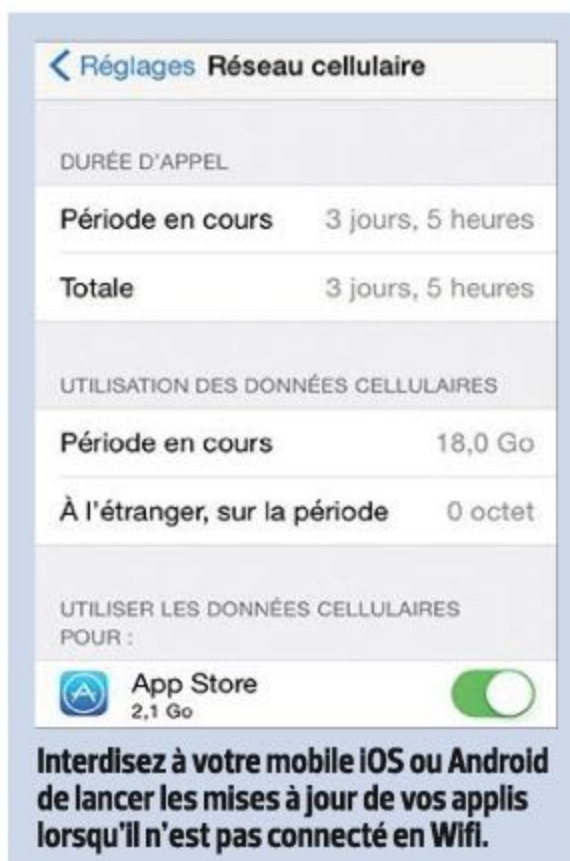 Réglages Réseau cellulaire
DURÉE D'APPEL
Période en cours 3 jours, 5 heures
Totale 3 jours, 5 heures
UTILISATION DES DONNÉES CELLULAIRES
Période en cours 18,0 Go
À l'étranger, sur la période 0 octet
UTILISER LES DONNÉES CELLULAIRES
POUR :
App Store
2,1 Go
Interdisez à votre mobile iOS ou Android
de lancer les mises à jour de vos applis
lorsqu'il n'est pas connecté en Wifi.